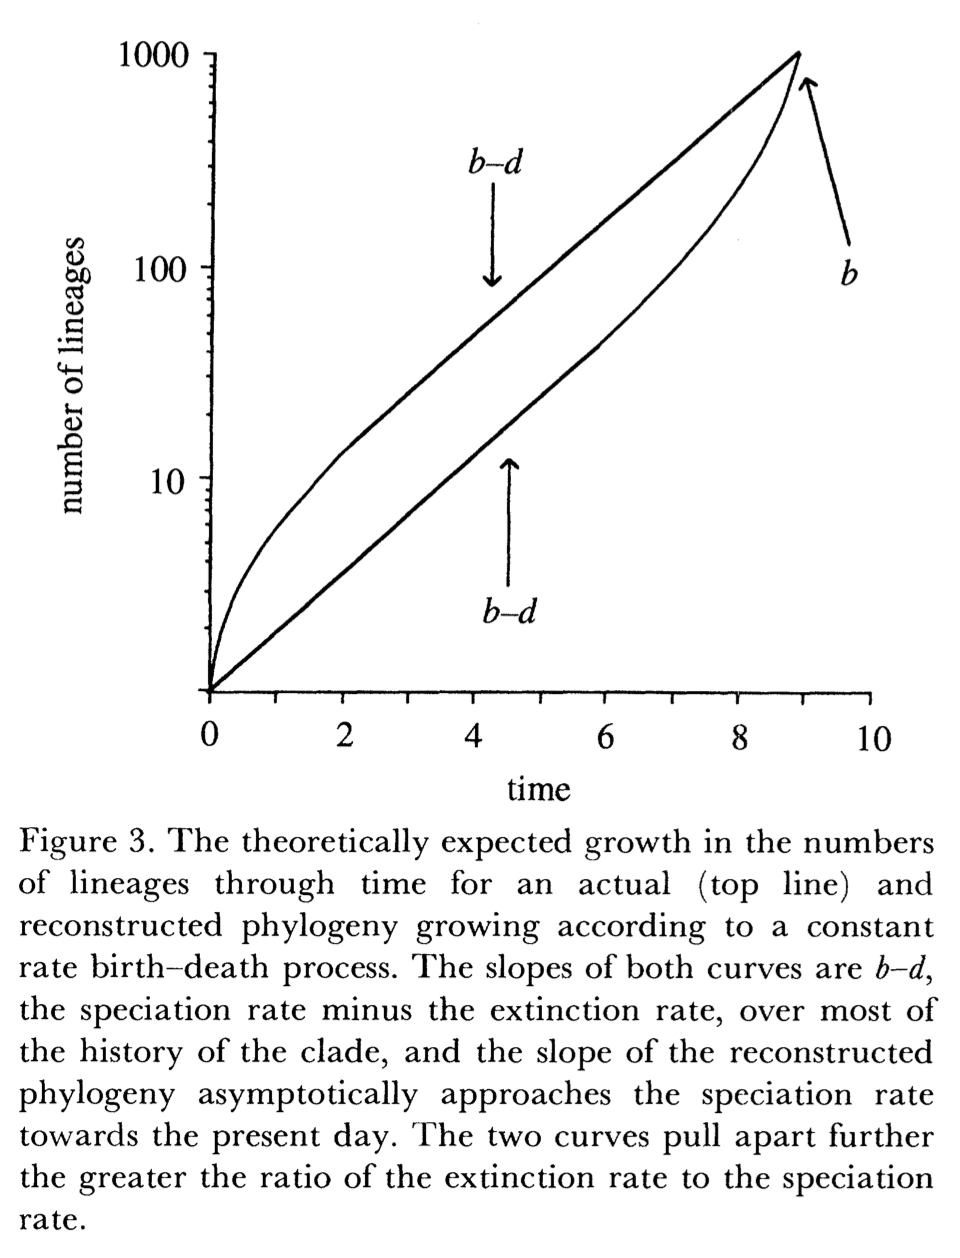 1000
b–d
b
100
number of lineages
10
b–d
0 2 4 6 8 10
time
Figure 3. The theoretically expected growth in the numbers
of lineages through time for an actual (top line) and
reconstructed phylogeny growing according to a constant
rate birth–death process. The slopes of both curves are b–d,
the speciation rate minus the extinction rate, over most of
the history of the clade, and the slope of the reconstructed
phylogeny asymptotically approaches the speciation rate
towards the present day. The two curves pull apart further
the greater the ratio of the extinction rate to the speciation
rate.